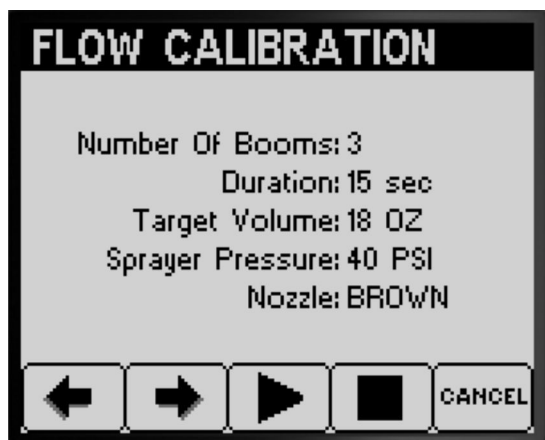 FLOW CALIBRATION
Number Of Booms: 3
Duration: 15 sec
Target Volume: 18 OZ
Sprayer Pressure: 40 PSI
Nozzle: BROWN
CANCEL